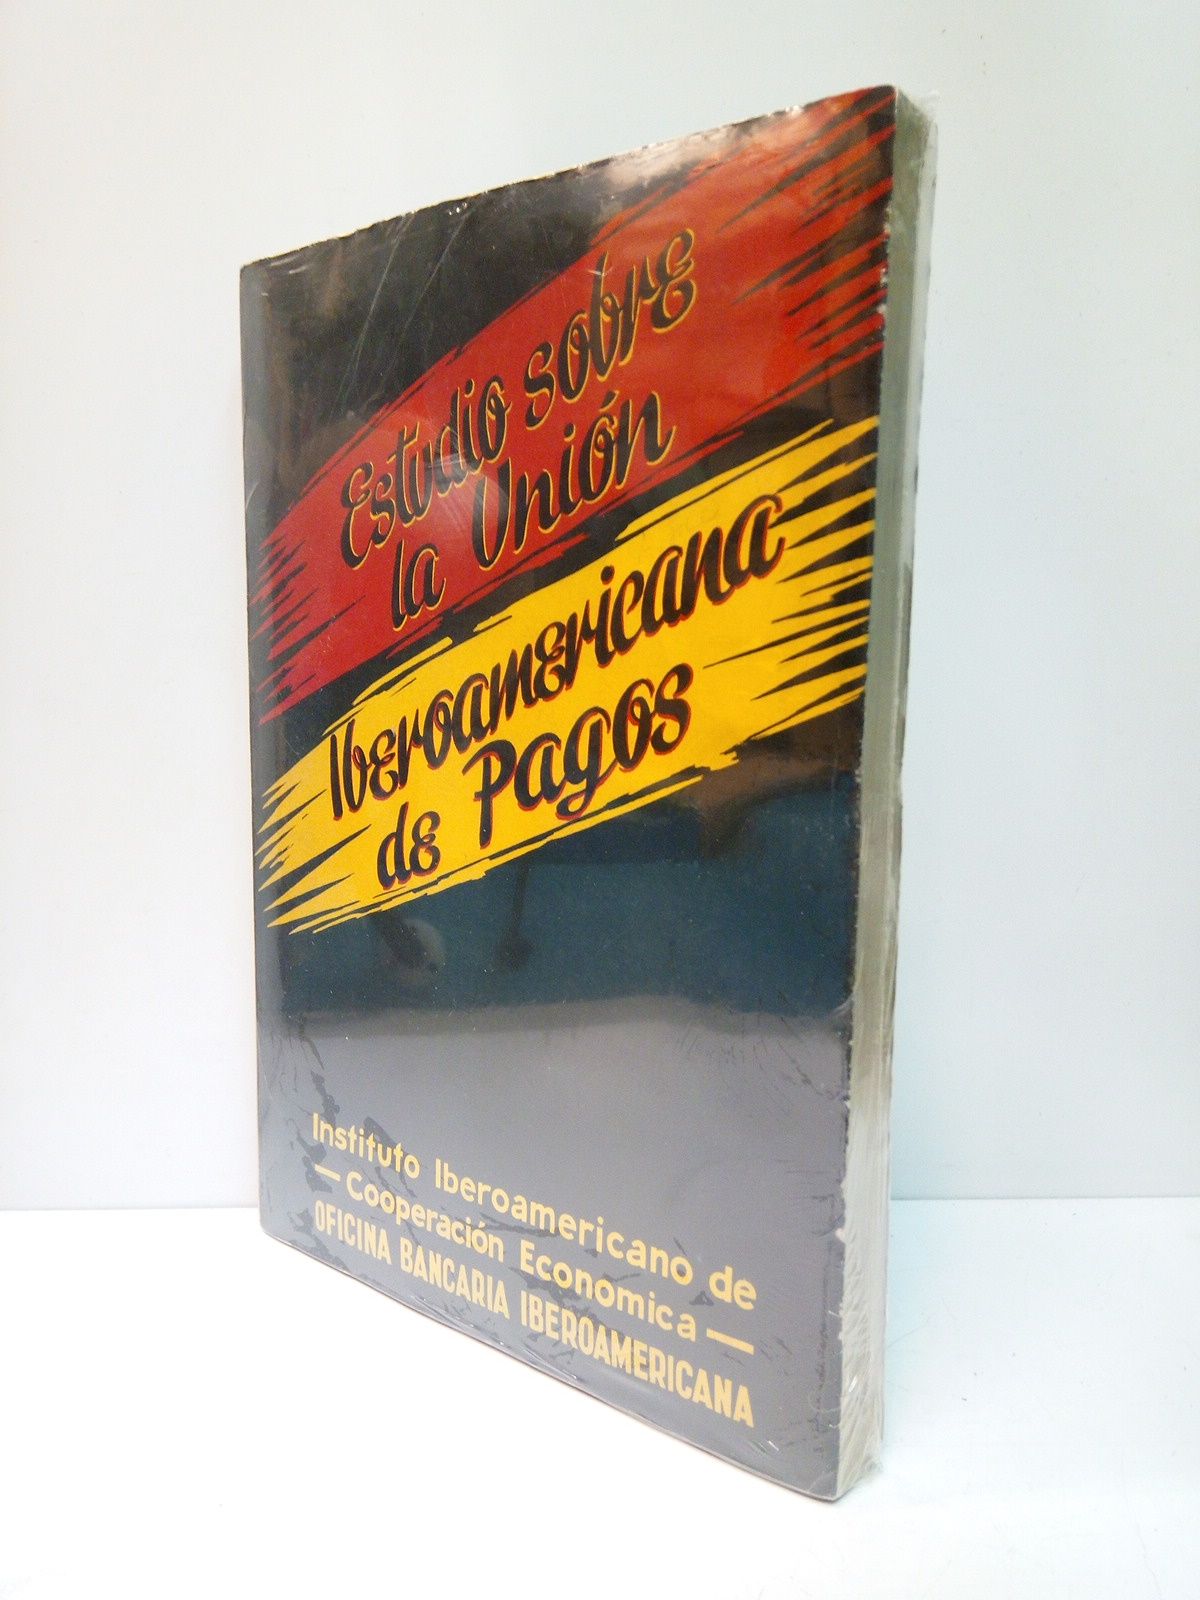 Estudio sobre
la Unión
Iberoamericana
de Pagos
Instituto Iberoamericano de
— Cooperación Economica —
OFICINA BANCARIA IBEROAMERICANA